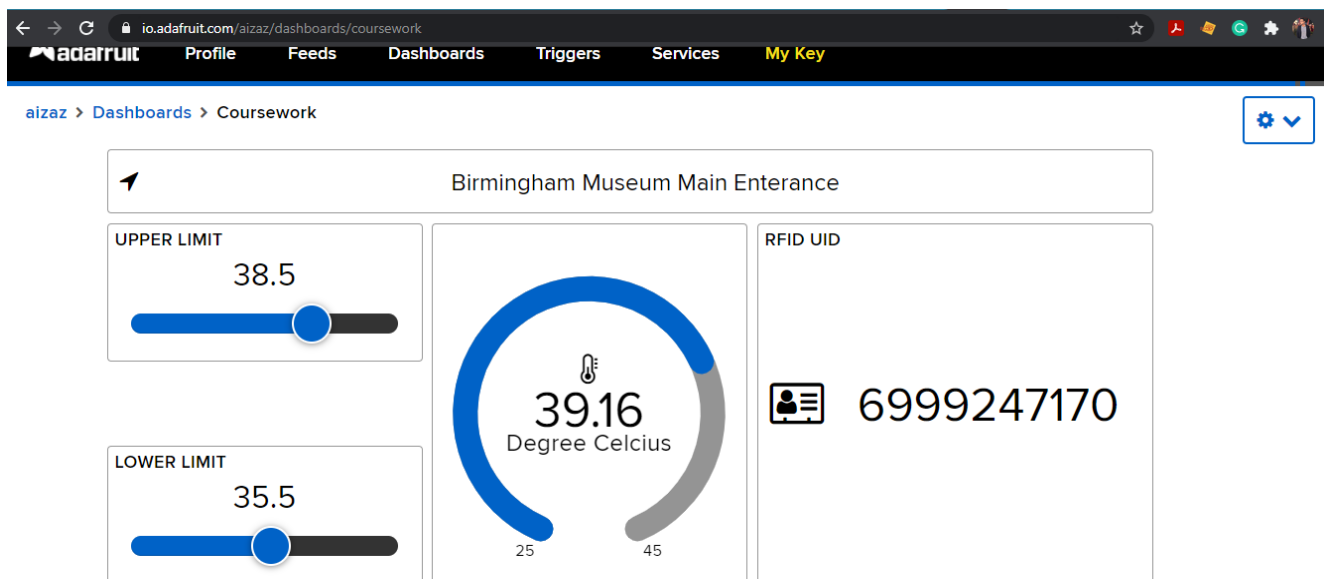 io.adafruit.com/aizaz/dashboards/coursework
adafruit Profile Feeds Dashboards Triggers Services My Key
aizaz > Dashboards > Coursework
Birmingham Museum Main Enterance
UPPER LIMIT
38.5
LOWER LIMIT
35.5
39.16
Degree Celcius
25 45
RFID UID
6999247170